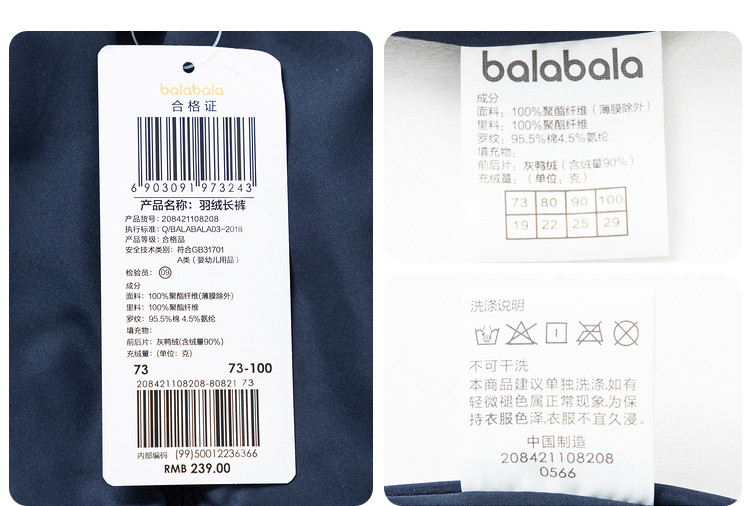 balabala
合格证
6 903091 973243
产品名称: 羽绒长裤
产品货号: 208421108208
执行标准: Q/BALABALA03-2018
产品等级: 合格品
安全技术类别: 符合GB31701
A类 (婴幼儿用品)
检验员: 09
成分
面料: 100%聚酯纤维(薄膜除外)
里料: 100%聚酯纤维
罗纹: 95.5%棉 4.5%氨纶
填充物:
前后片: 灰鸭绒(含绒量90%)
充绒量: (单位: 克)
73 73-100
208421108208-80821 73
内部编码 (99)50012236366
RMB 239.00
balabala
成分
面料: 100%聚酯纤维 (薄膜除外)
里料: 100%聚酯纤维
罗纹: 95.5%棉4.5%氨纶
填充物:
前后片: 灰鸭绒 (含绒量90%)
充绒量: (单位: 克)
73 80 90 100
19 22 25 29
洗涤说明
不可干洗
本商品建议单独洗涤,如有
轻微褪色属正常现象,为保
持衣服色泽,衣服不宜久浸。
中国制造
208421108208
0566